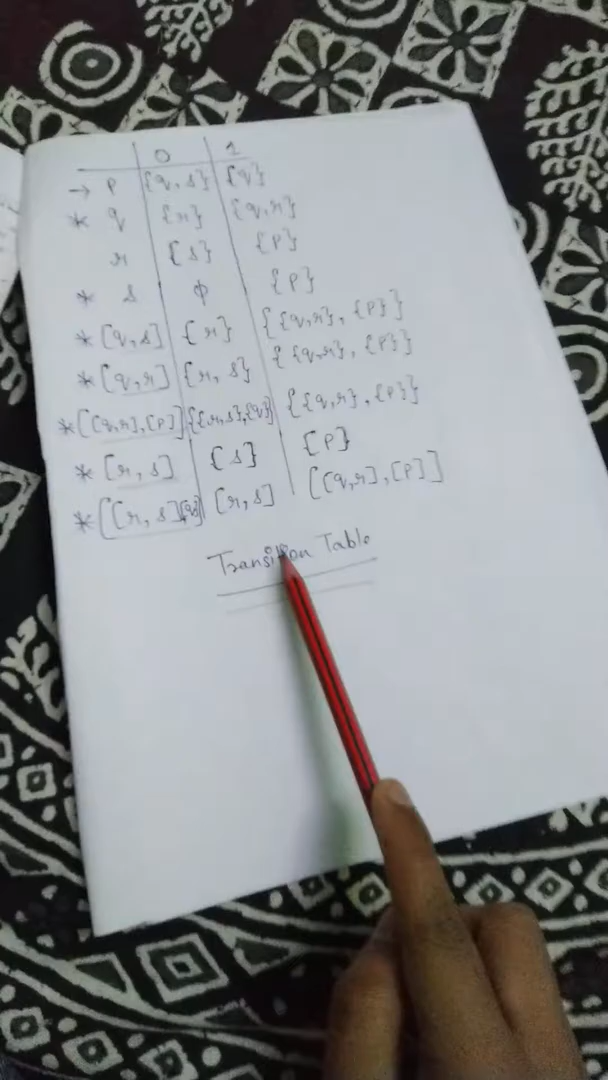 0 1
→ p {q,s} {q}
* q {r} {q,r}
r {s} {p}
* s ϕ {p}
* [q,s] {r} {{q,r}, {p}}
* [q,r] {r,s} {{q,r}, {p}}
* [[q,r],[p]] {{r,s},{q}} {{q,r}, {p}}
* [r,s] {s} {p}
* [[r,s][q]] [r,s] [[q,r],[p]]
Transition Table